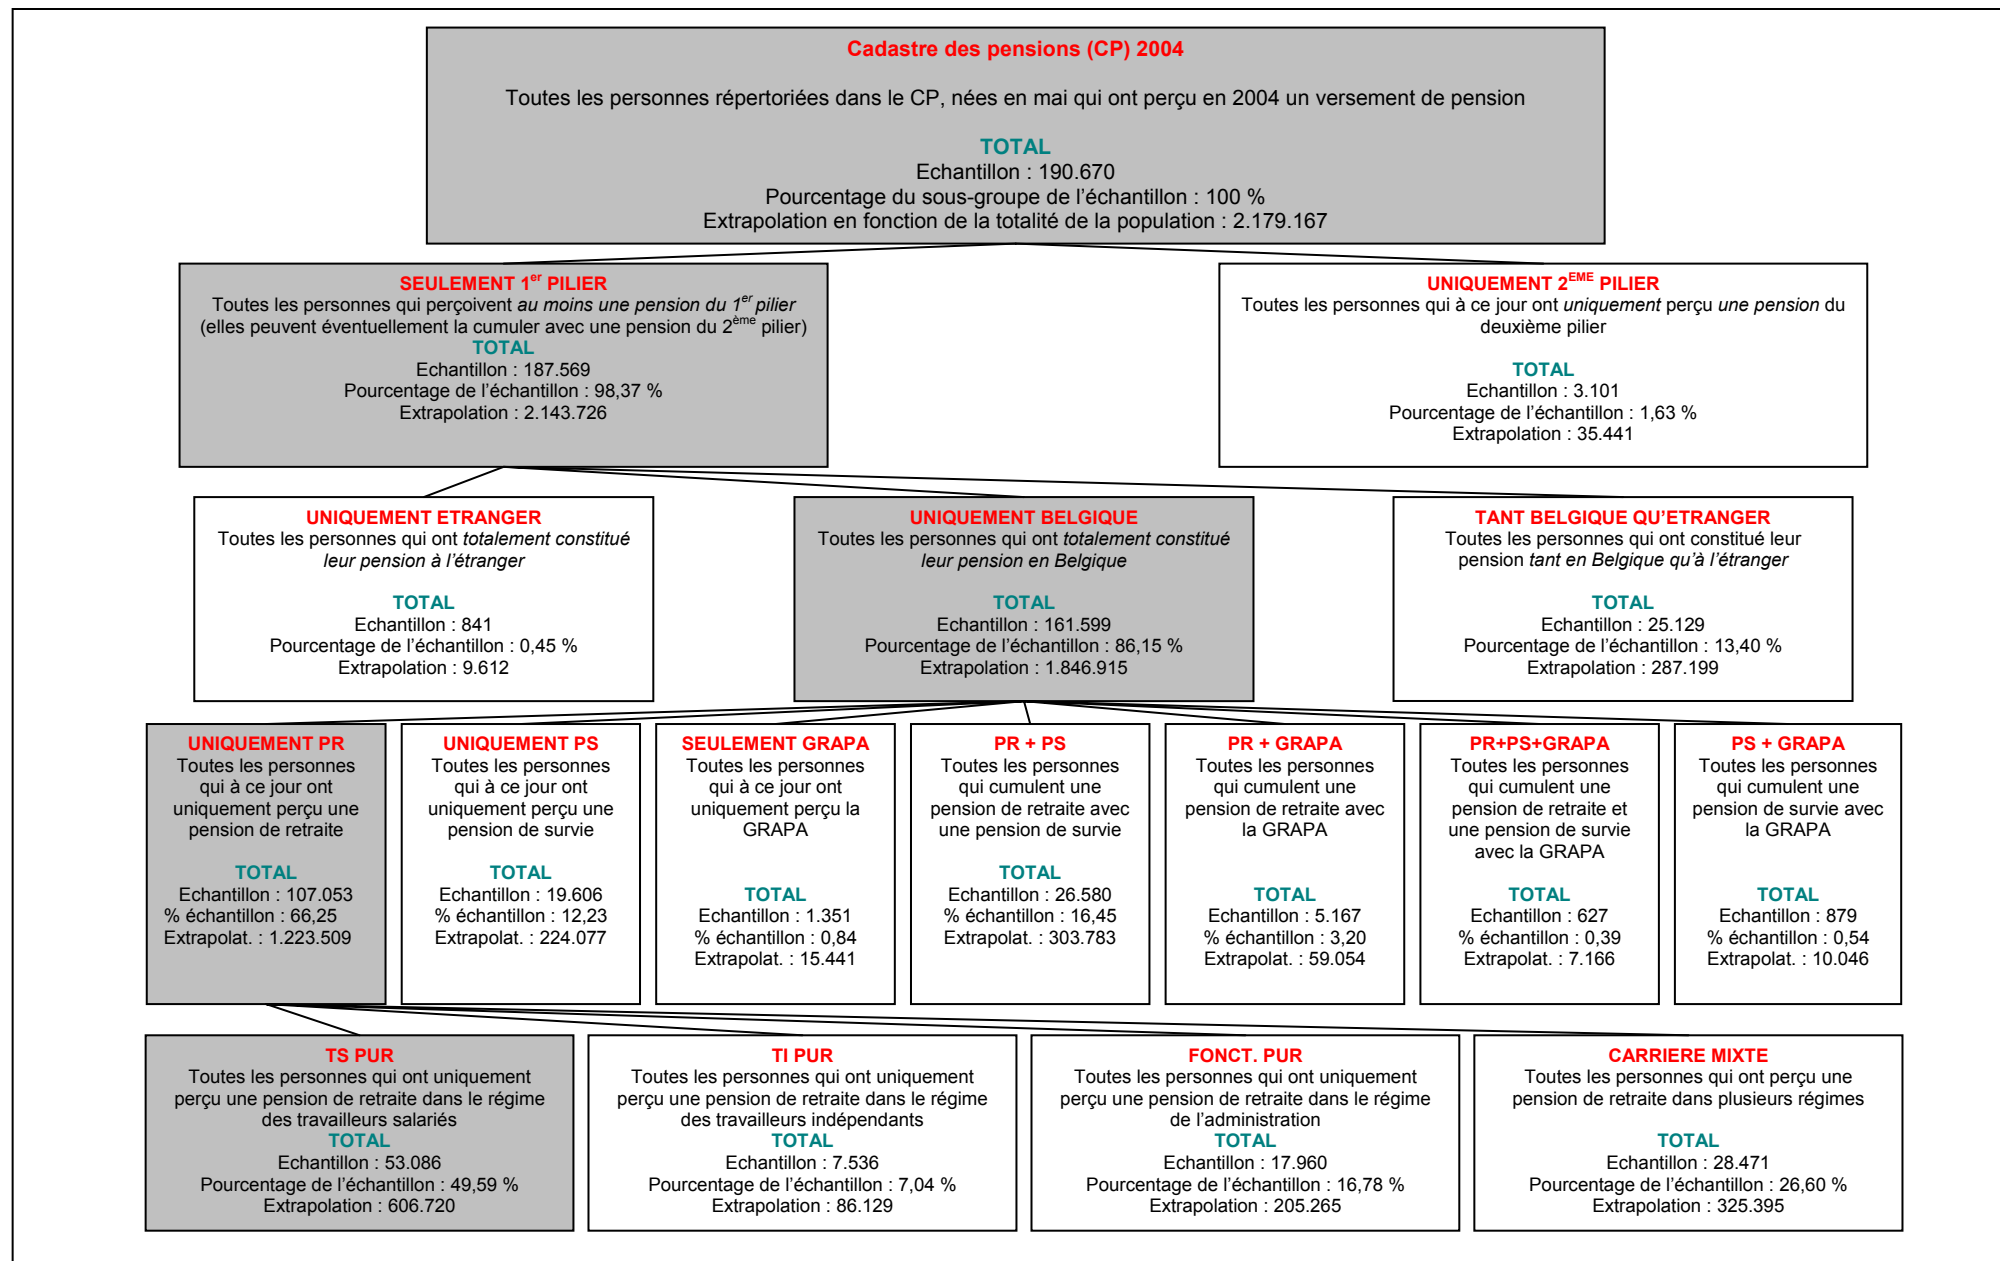 Cadastre des pensions (CP) 2004
Toutes les personnes répertoriées dans le CP, nées en mai qui ont perçu en 2004 un versement de pension
TOTAL
Echantillon : 190.670
Pourcentage du sous-groupe de l’échantillon : 100 %
Extrapolation en fonction de la totalité de la population : 2.179.167
SEULEMENT 1er PILIER
Toutes les personnes qui perçoivent au moins une pension du 1er pilier
(elles peuvent éventuellement la cumuler avec une pension du 2ème pilier)
TOTAL
Echantillon : 187.569
Pourcentage de l’échantillon : 98,37 %
Extrapolation : 2.143.726
UNIQUEMENT 2EME PILIER
Toutes les personnes qui à ce jour ont uniquement perçu une pension du
deuxième pilier
TOTAL
Echantillon : 3.101
Pourcentage de l’échantillon : 1,63 %
Extrapolation : 35.441
UNIQUEMENT ETRANGER
Toutes les personnes qui ont totalement constitué
leur pension à l’étranger
TOTAL
Echantillon : 841
Pourcentage de l’échantillon : 0,45 %
Extrapolation : 9.612
UNIQUEMENT BELGIQUE
Toutes les personnes qui ont totalement constitué
leur pension en Belgique
TOTAL
Echantillon : 161.599
Pourcentage de l’échantillon : 86,15 %
Extrapolation : 1.846.915
TANT BELGIQUE QU’ETRANGER
Toutes les personnes qui ont constitué leur
pension tant en Belgique qu’à l’étranger
TOTAL
Echantillon : 25.129
Pourcentage de l’échantillon : 13,40 %
Extrapolation : 287.199
UNIQUEMENT PR
Toutes les personnes
qui à ce jour ont
uniquement perçu une
pension de retraite
TOTAL
Echantillon : 107.053
% échantillon : 66,25
Extrapolat. : 1.223.509
UNIQUEMENT PS
Toutes les personnes
qui à ce jour ont
uniquement perçu une
pension de survie
TOTAL
Echantillon : 19.606
% échantillon : 12,23
Extrapolat. : 224.077
SEULEMENT GRAPA
Toutes les personnes
qui à ce jour ont
uniquement perçu la
GRAPA
TOTAL
Echantillon : 1.351
% échantillon : 0,84
Extrapolat. : 15.441
PR + PS
Toutes les personnes
qui cumulent une
pension de retraite avec
une pension de survie
TOTAL
Echantillon : 26.580
% échantillon : 16,45
Extrapolat. : 303.783
PR + GRAPA
Toutes les personnes
qui cumulent une
pension de retraite avec
la GRAPA
TOTAL
Echantillon : 5.167
% échantillon : 3,20
Extrapolat. : 59.054
PR+PS+GRAPA
Toutes les personnes
qui cumulent une
pension de retraite et
une pension de survie
avec la GRAPA
TOTAL
Echantillon : 627
% échantillon : 0,39
Extrapolat. : 7.166
PS + GRAPA
Toutes les personnes
qui cumulent une
pension de survie avec
la GRAPA
TOTAL
Echantillon : 879
% échantillon : 0,54
Extrapolat. : 10.046
TS PUR
Toutes les personnes qui ont uniquement
perçu une pension de retraite dans le régime
des travailleurs salariés
TOTAL
Echantillon : 53.086
Pourcentage de l’échantillon : 49,59 %
Extrapolation : 606.720
TI PUR
Toutes les personnes qui ont uniquement
perçu une pension de retraite dans le régime
des travailleurs indépendants
TOTAL
Echantillon : 7.536
Pourcentage de l’échantillon : 7,04 %
Extrapolation : 86.129
FONCT. PUR
Toutes les personnes qui ont uniquement
perçu une pension de retraite dans le régime
de l’administration
TOTAL
Echantillon : 17.960
Pourcentage de l’échantillon : 16,78 %
Extrapolation : 205.265
CARRIERE MIXTE
Toutes les personnes qui ont perçu une
pension de retraite dans plusieurs régimes
TOTAL
Echantillon : 28.471
Pourcentage de l’échantillon : 26,60 %
Extrapolation : 325.395